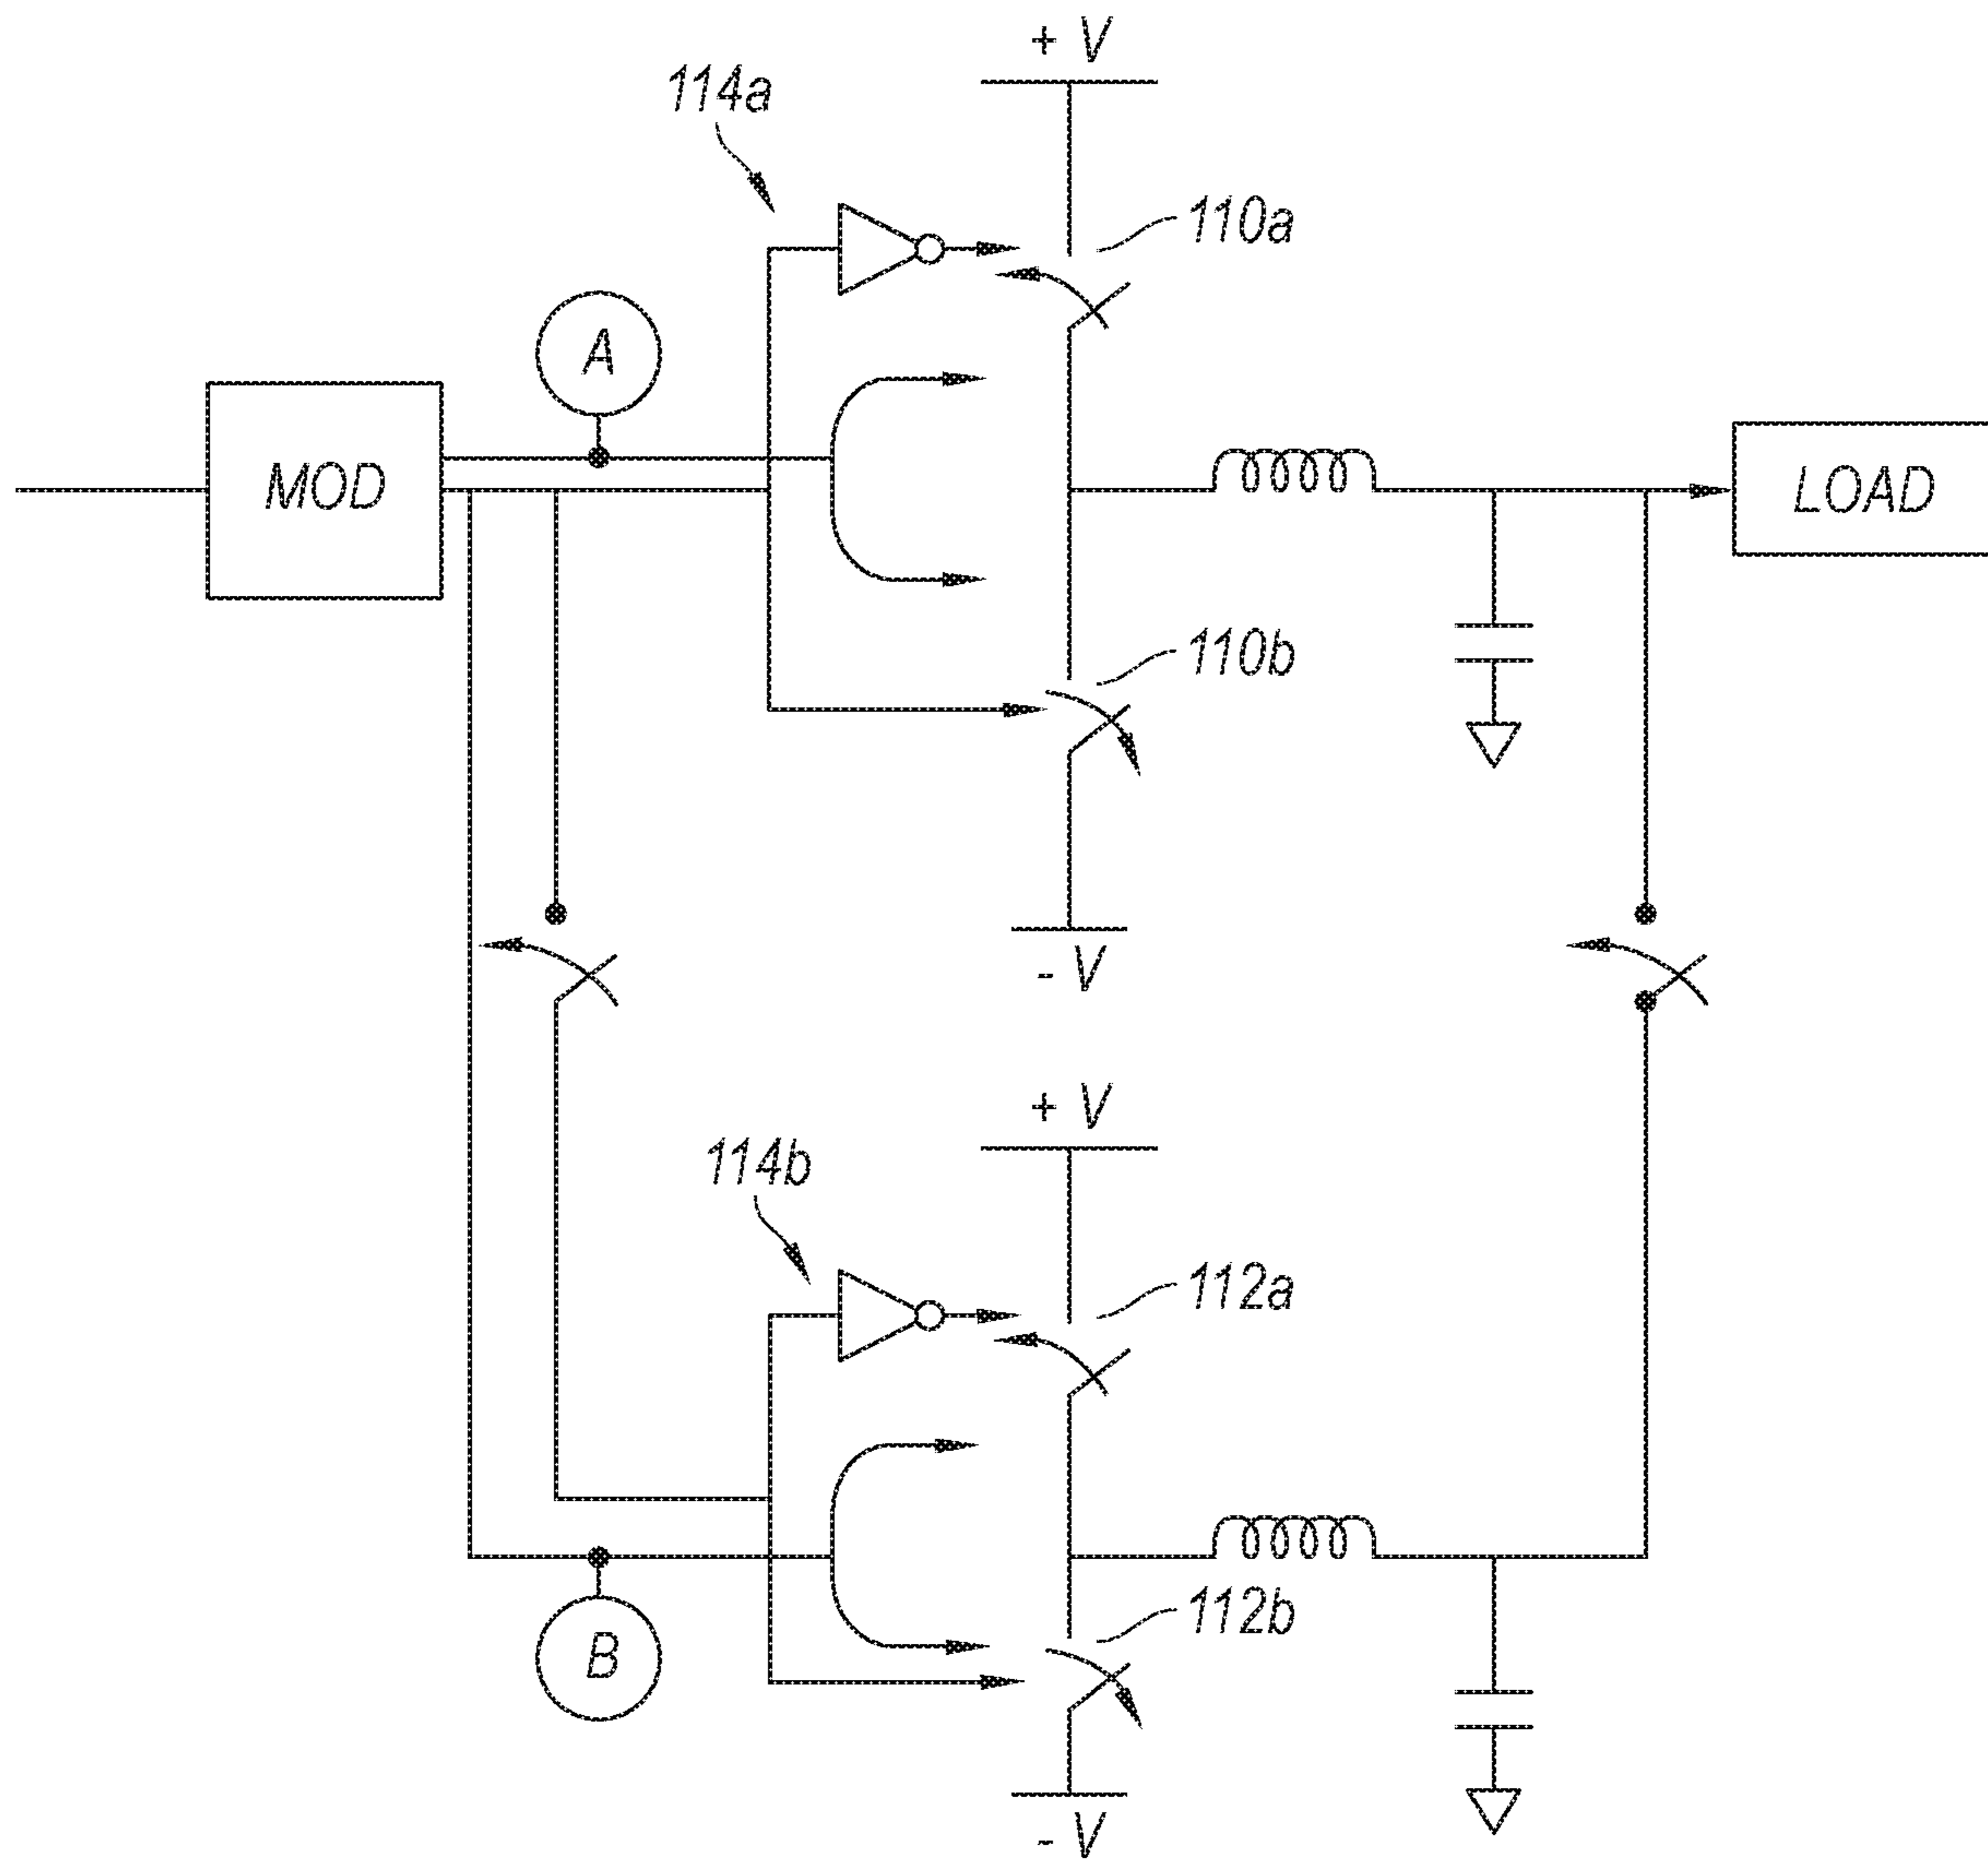 + V
114a
110a
A
MOD
LOAD
110b
- V
+ V
114b
112a
112b
B
- V